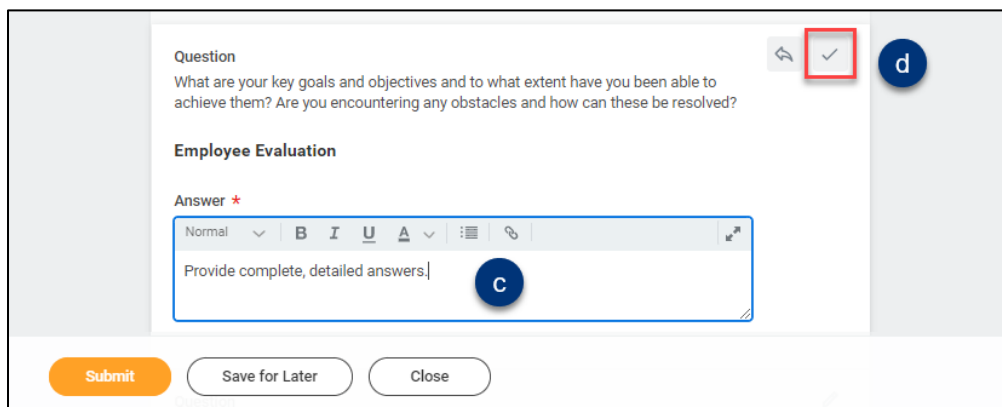 Question
What are your key goals and objectives and to what extent have you been able to
achieve them? Are you encountering any obstacles and how can these be resolved?
d
Employee Evaluation
Answer *
Normal B I U A
Provide complete, detailed answers.
c
Submit Save for Later Close
Question